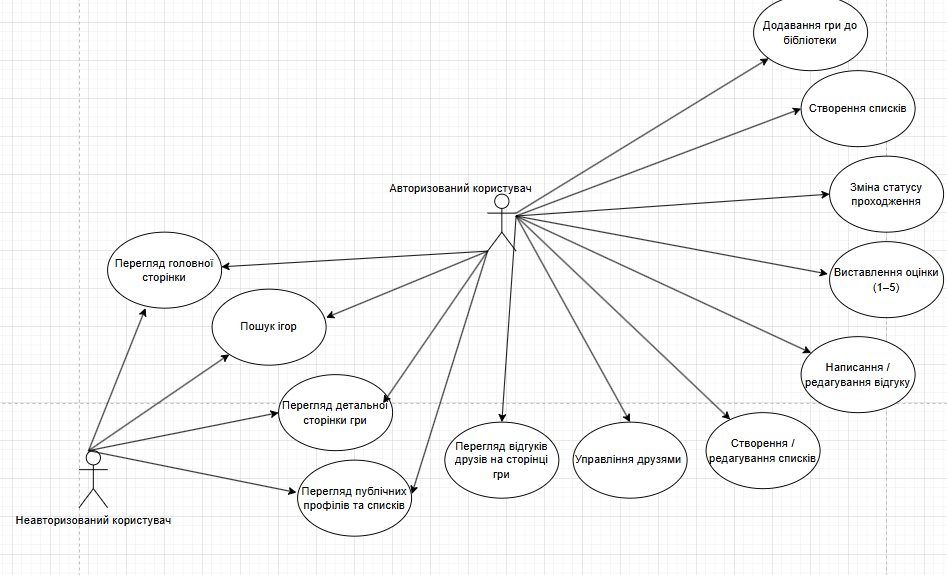 Додавання гри до
бібліотеки
Створення списків
Зміна статусу
проходження
Авторизований користувач
Перегляд головної
сторінки
Виставлення оцінки
(1–5)
Пошук ігор
Написання /
редагування відгуку
Перегляд детальної
сторінки гри
Перегляд відгуків
друзів на сторінці
гри
Управління друзями
Створення /
редагування списків
Перегляд публічних
профілів та списків
Неавторизований користувач